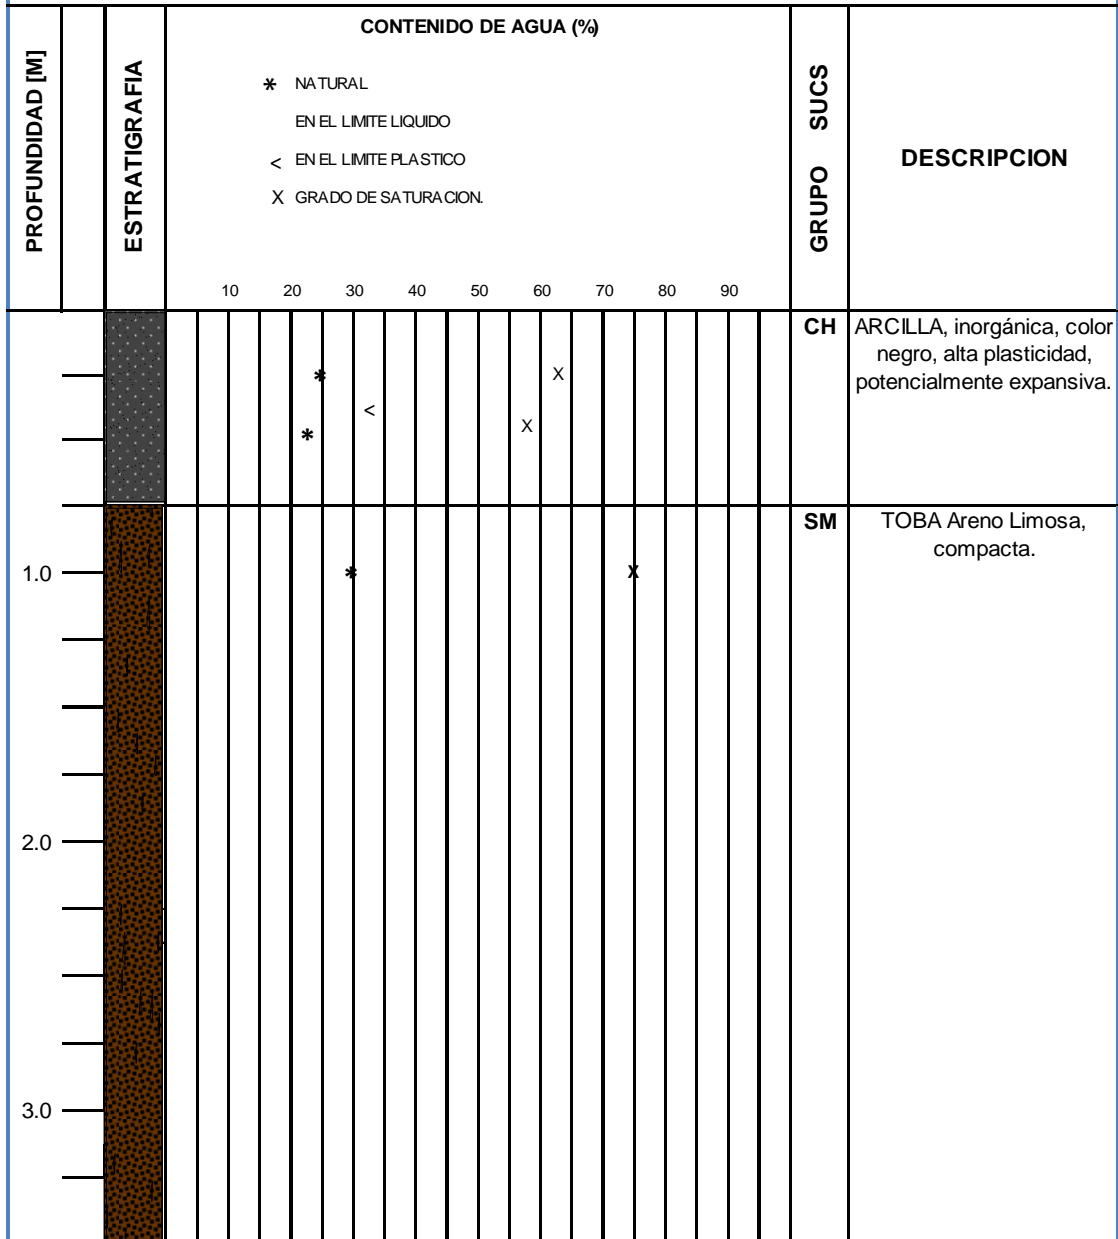 PROFUNDIDAD [M]
ESTRATIGRAFIA
CONTENIDO DE AGUA (%)
* NATURAL
EN EL LIMITE LIQUIDO
< EN EL LIMITE PLASTICO
X GRADO DE SATURACION.
10 20 30 40 50 60 70 80 90
GRUPO SUCS
DESCRIPCION
CH
ARCILLA, inorgánica, color
negro, alta plasticidad,
potencialmente expansiva.
* X
<
* X
SM
TOBA Areno Limosa,
compacta.
1.0
* X
2.0
3.0